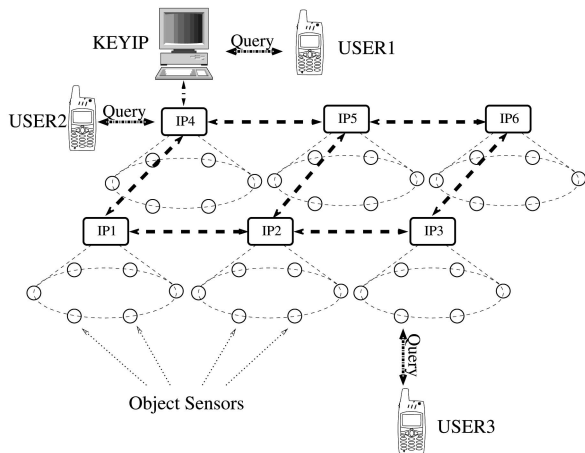 KEYIP
Query
USER1
USER2
Query
IP4
IP5
IP6
IP1
IP2
IP3
Query
Object Sensors
USER3